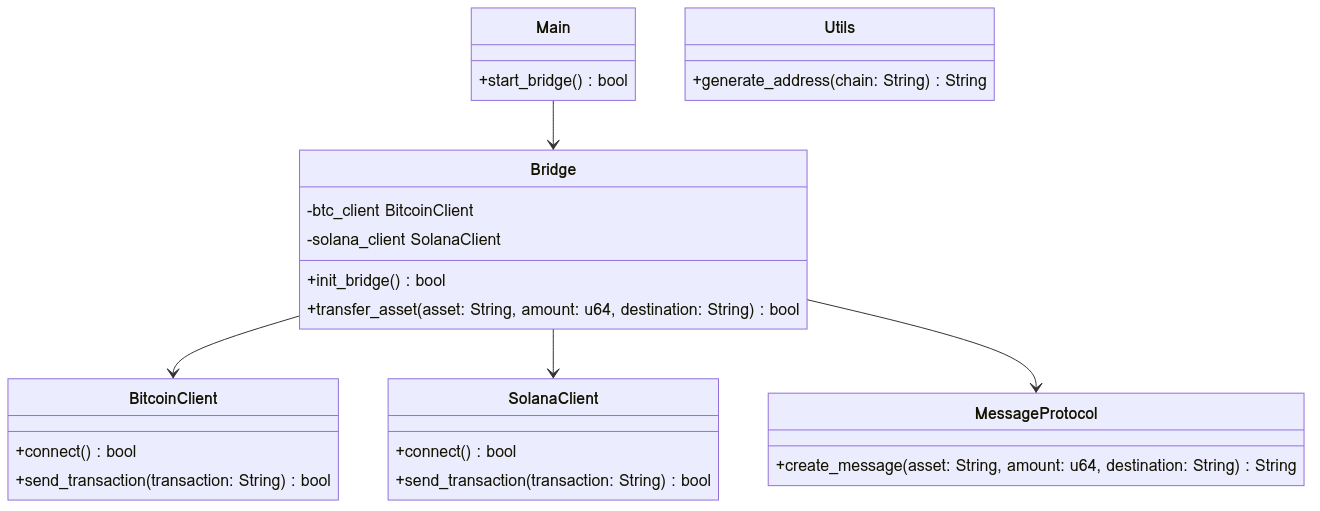 Main
+start_bridge() : bool
Utils
+generate_address(chain: String) : String
Bridge
-btc_client BitcoinClient
-solana_client SolanaClient
+init_bridge() : bool
+transfer_asset(asset: String, amount: u64, destination: String) : bool
BitcoinClient
+connect() : bool
+send_transaction(transaction: String) : bool
SolanaClient
+connect() : bool
+send_transaction(transaction: String) : bool
MessageProtocol
+create_message(asset: String, amount: u64, destination: String) : String